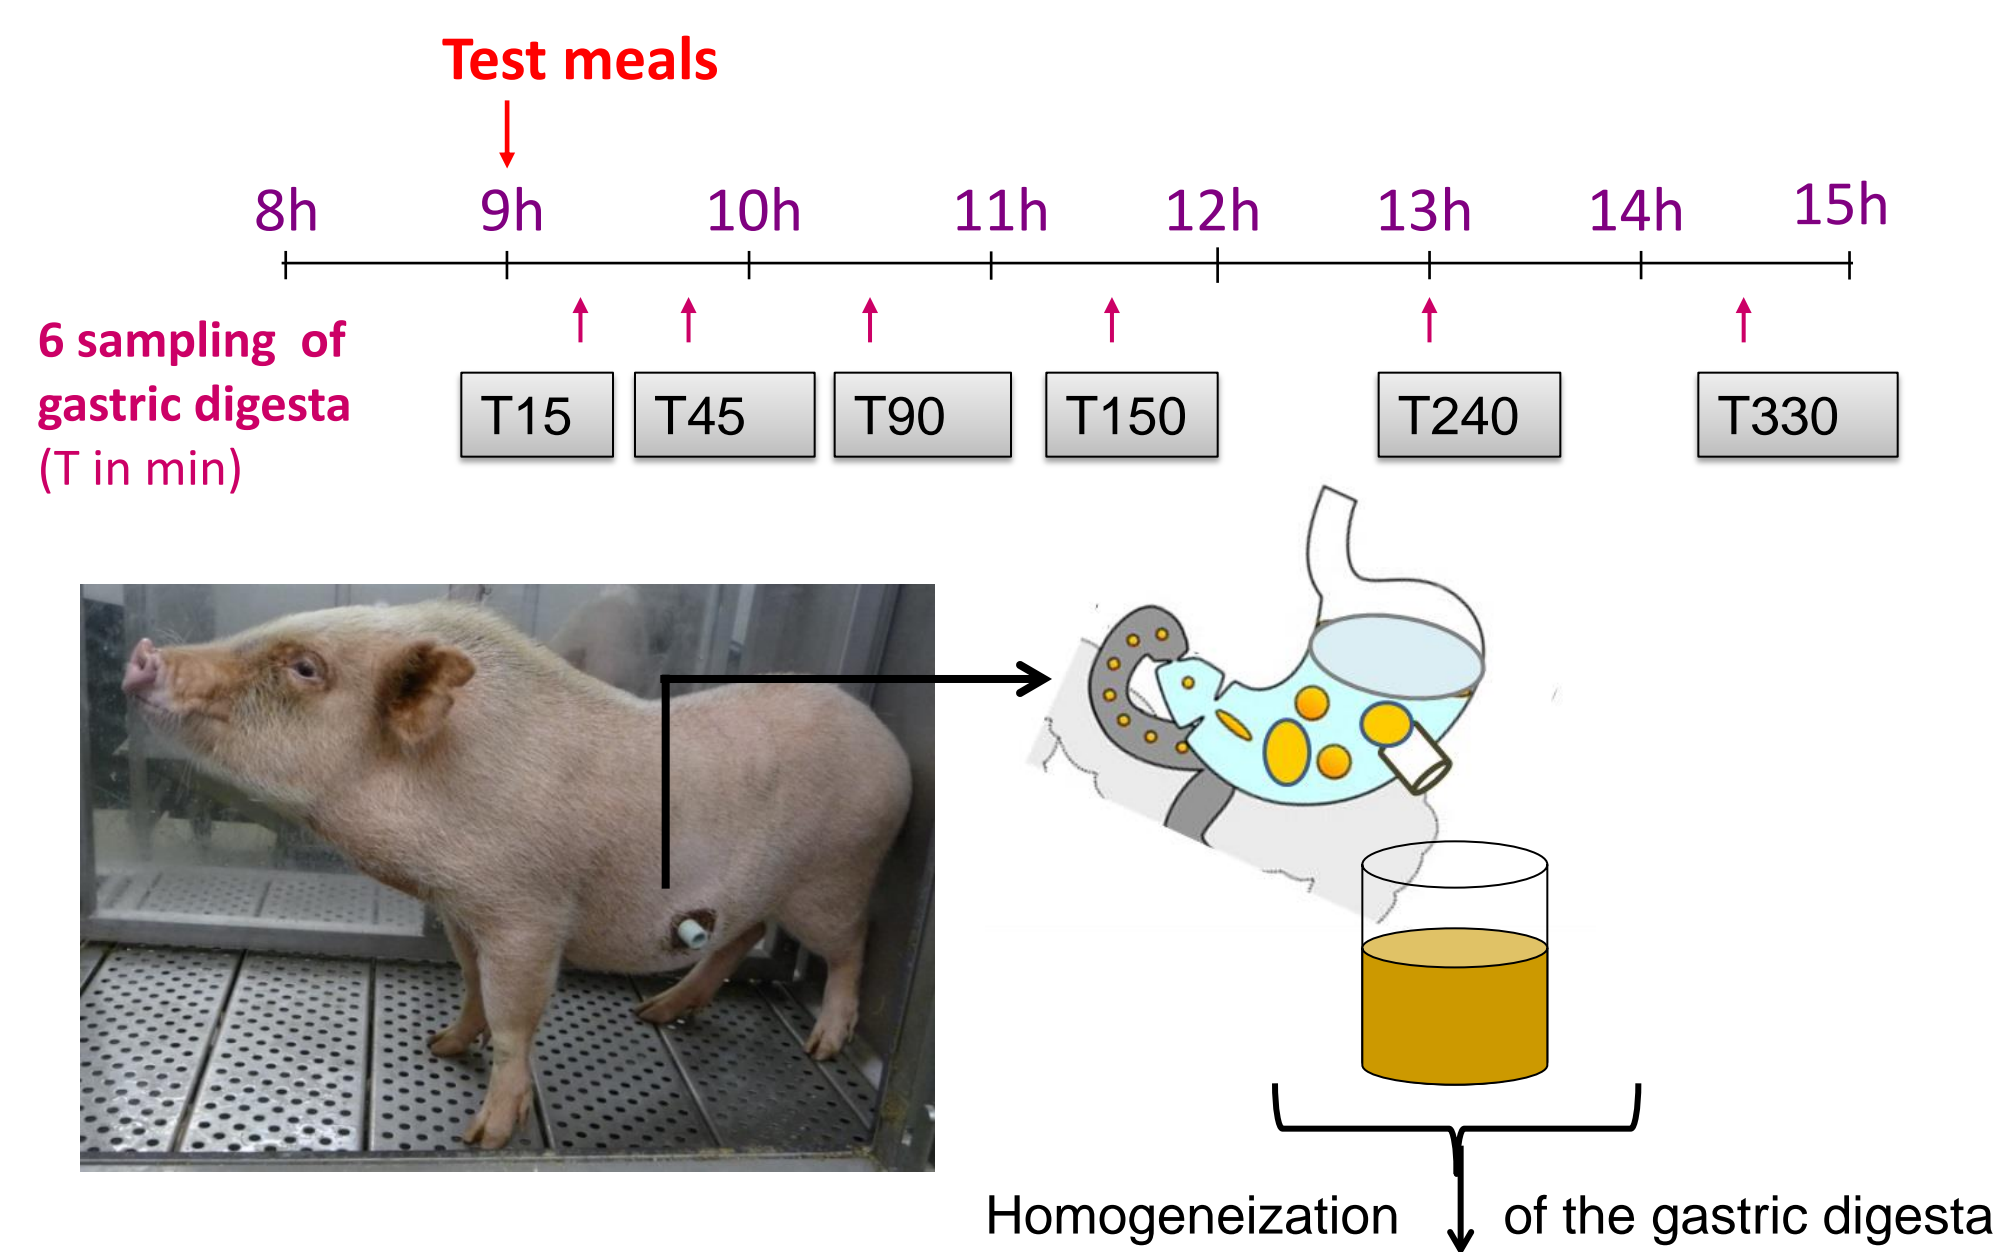 Test meals
8h 9h 10h 11h 12h 13h 14h 15h
6 sampling of
gastric digesta
(T in min)
T15 T45 T90 T150 T240 T330
Homogeneization of the gastric digesta